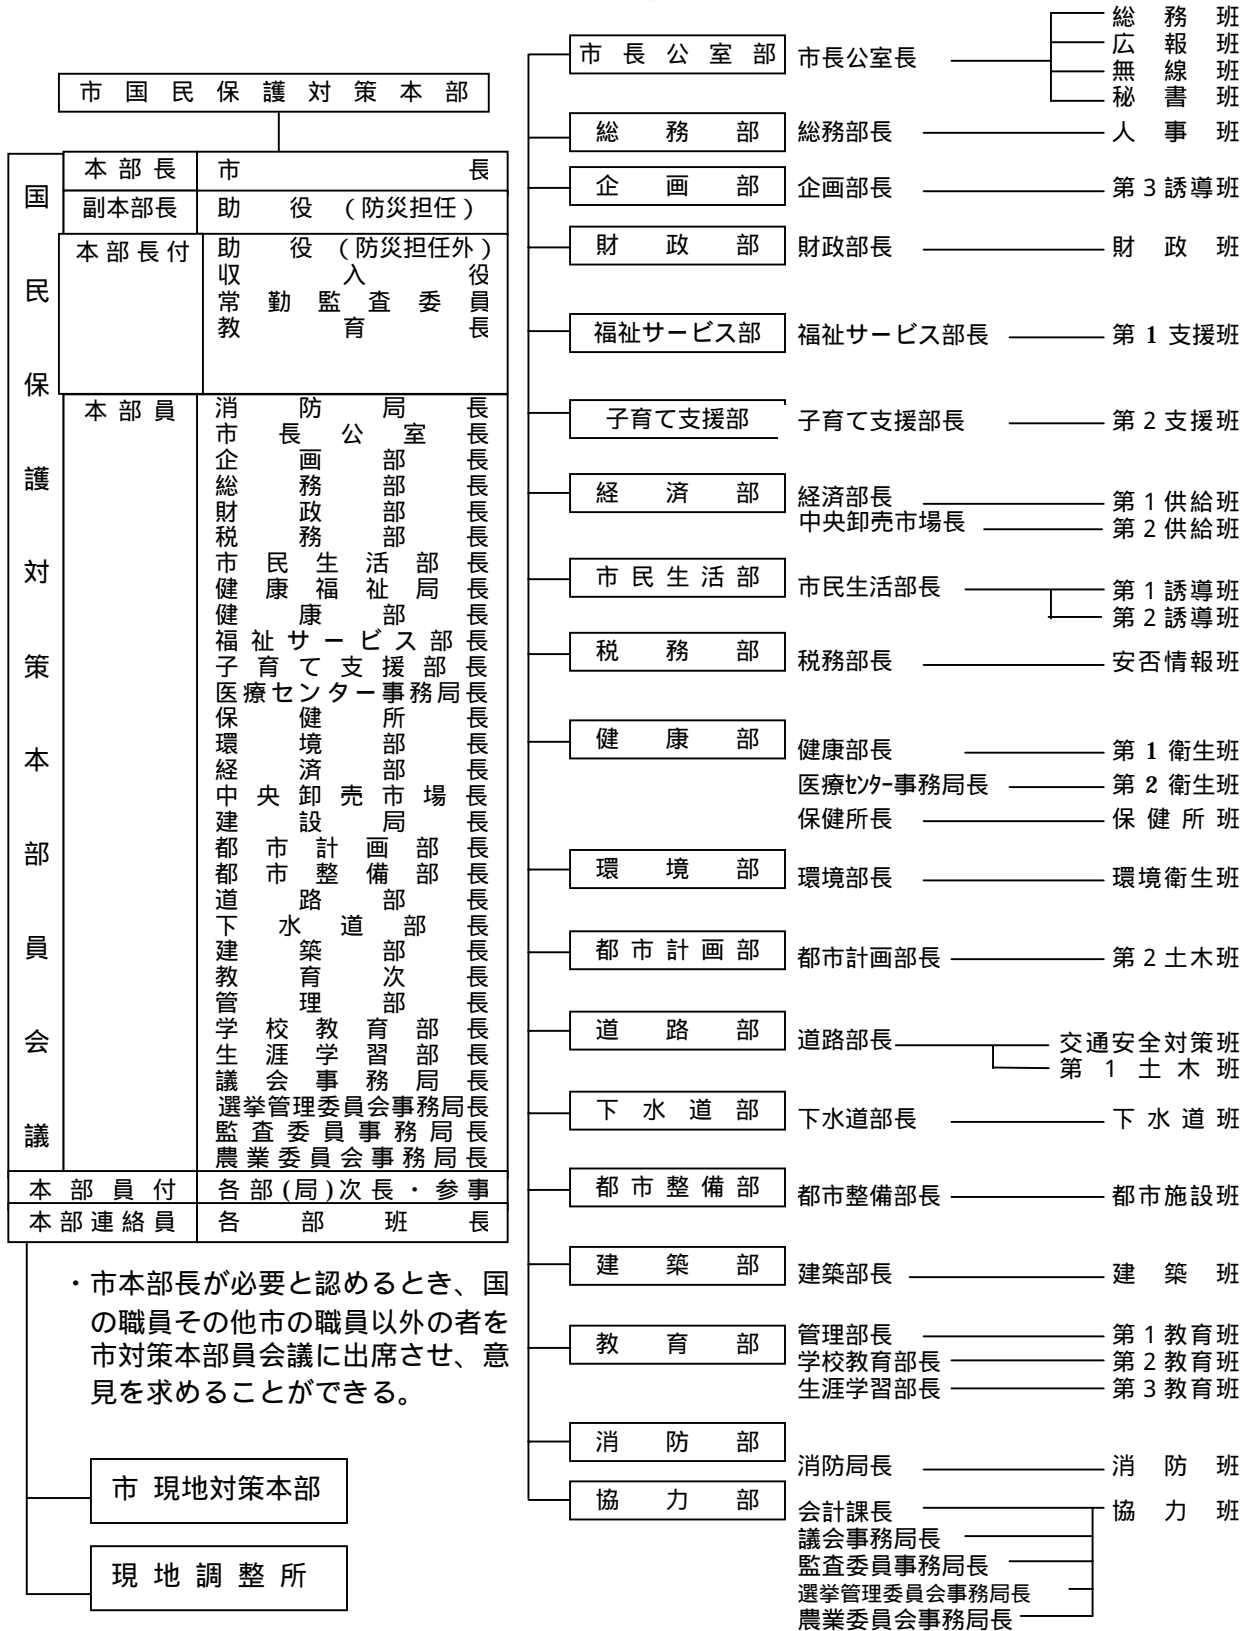 市国民保護対策本部
国民保護対策本部員会議
本部長 市長
副本部長 助役（防災担任）
本部長付 助役（防災担任外）
収入役
常勤監査委員
教育長
本部員 消防局長
市長公室長
企画部長
総務部長
財政部長
税務部長
市民生活部長
健康福祉局長
健康部長
福祉サービス部長
子育て支援部長
医療センター事務局長
保健所長
環境部長
経済部長
中央卸売市場長
建設局長
都市計画部長
都市整備部長
道路部長
下水道部長
建築部長
教育次長
管理部長
学校教育部長
生涯学習部長
議会事務局長
選挙管理委員会事務局長
監査委員事務局長
農業委員会事務局長
本部員付 各部(局)次長・参事
本部連絡員 各部班長
・市本部長が必要と認めるとき、国
の職員その他市の職員以外の者を
市対策本部員会議に出席させ、意
見を求めることができる。
市 現地対策本部
現地調整所
市長公室部 市長公室長 総務班
広報班
無線班
秘書班
総務部 総務部長 人事班
企画部 企画部長 第3誘導班
財政部 財政部長 財政班
福祉サービス部 福祉サービス部長 第1支援班
子育て支援部 子育て支援部長 第2支援班
経済部 経済部長 第1供給班
中央卸売市場長 第2供給班
市民生活部 市民生活部長 第1誘導班
第2誘導班
税務部 税務部長 安否情報班
健康部 健康部長 第1衛生班
医療センター事務局長 第2衛生班
保健所長 保健所班
環境部 環境部長 環境衛生班
都市計画部 都市計画部長 第2土木班
道路部 道路部長 交通安全対策班
第1土木班
下水道部 下水道部長 下水道班
都市整備部 都市整備部長 都市施設班
建築部 建築部長 建築班
教育部 管理部長 第1教育班
学校教育部長 第2教育班
生涯学習部長 第3教育班
消防部 消防局長 消防班
協力部 会計課長 協力班
議会事務局長
監査委員事務局長
選挙管理委員会事務局長
農業委員会事務局長